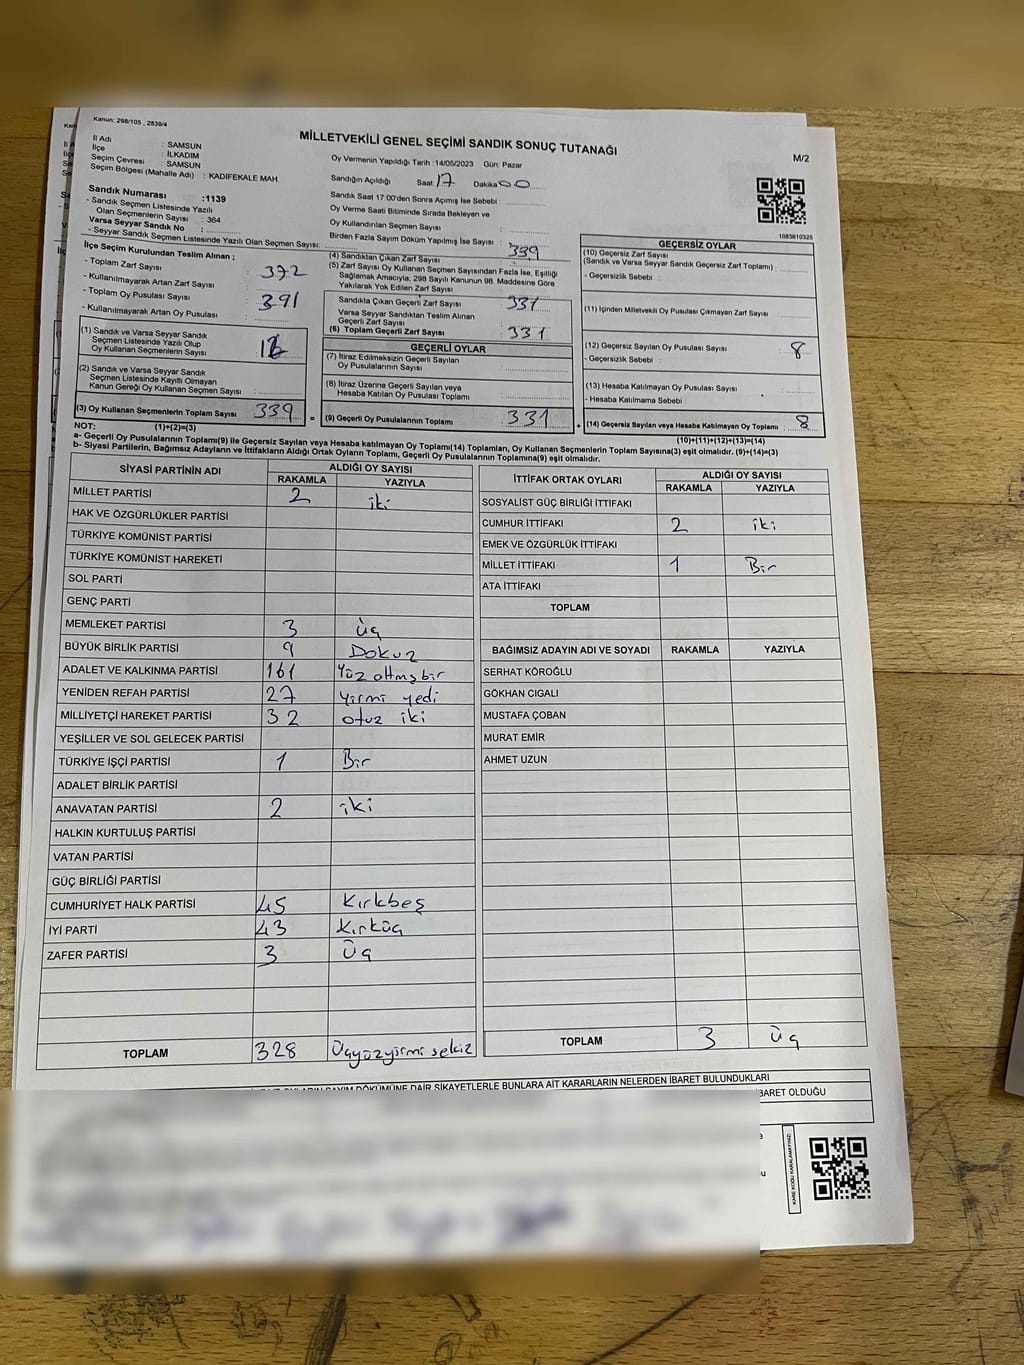 Kanun: 298/105 , 2839/4
MİLLETVEKİLİ GENEL SEÇİMİ SANDIK SONUÇ TUTANAĞI
M/2
İl Adı : SAMSUN
İlçe : İLKADIM
Seçim Çevresi : SAMSUN
Seçim Bölgesi (Mahalle Adı) : KADIFEKALE MAH.
Sandık Numarası :1139
- Sandık Seçmen Listesinde Yazılı
Olan Seçmenlerin Sayısı : 364
Varsa Seyyar Sandık No :
- Seyyar Sandık Seçmen Listesinde Yazılı Olan Seçmen Sayısı:
Oy Vermenin Yapıldığı Tarih :14/05/2023 Gün: Pazar
Sandığın Açıldığı Saat: 17 Dakika 00
Sandık Saat 17.00'den Sonra Açımış İse Sebebi :
Oy Verme Saati Bitiminde Sırada Bekleyen ve
Oy Kullandırılan Seçmen Sayısı :
Birden Fazla Sayım Döküm Yapılmış İse Sayısı :
1083610325
İlçe Seçim Kurulundan Teslim Alınan ;
- Toplam Zarf Sayısı : 372
- Kullanılmayarak Artan Zarf Sayısı :
- Toplam Oy Pusulası Sayısı : 391
- Kullanılmayarak Artan Oy Pusulası :
(1) Sandık ve Varsa Seyyar Sandık
Seçmen Listesinde Yazılı Olup
Oy Kullanan Seçmenlerin Sayısı :
(2) Sandık ve Varsa Seyyar Sandık
Seçmen Listesinde Kayıtlı Olmayan
Kanun Gereği Oy Kullanan Seçmen Sayısı :
(3) Oy Kullanan Seçmenlerin Toplam Sayısı 339
(4) Sandıktan Çıkan Zarf Sayısı : 339
(5) Zarf Sayısı Oy Kullanan Seçmen Sayısından Fazla İse, Eşitliği
Sağlamak Amacıyla, 298 Sayılı Kanunun 98. Maddesine Göre
Yakılarak Yok Edilen Zarf Sayısı :
Sandıkta Çıkan Geçerli Zarf Sayısı : 331
Varsa Seyyar Sandıktan Teslim Alınan
Geçerli Zarf Sayısı :
(6) Toplam Geçerli Zarf Sayısı : 331
GEÇERLİ OYLAR
(7) İtiraz Edilmeksizin Geçerli Sayılan
Oy Pusulalarının Sayısı :
(8) İtiraz Üzerine Geçerli Sayılan veya
Hesaba Katılan Oy Pusulası Toplamı :
= (9) Geçerli Oy Pusulalarının Toplamı : 331
GEÇERSİZ OYLAR
(10) Geçersiz Zarf Sayısı
(Sandık ve Varsa Seyyar Sandık Geçersiz Zarf Toplamı) :
- Geçersizlik Sebebi :
(11) İçinden Milletvekili Oy Pusulası Çıkmayan Zarf Sayısı :
(12) Geçersiz Sayılan Oy Pusulası Sayısı : 8
- Geçersizlik Sebebi :
(13) Hesaba Katılmayan Oy Pusulası Sayısı :
- Hesaba Katılmama Sebebi :
+ (14) Geçersiz Sayılan veya Hesaba Katılmayan Oy Toplamı : 8
NOT: (1)+(2)=(3) (10)+(11)+(12)+(13)=(14)
a- Geçerli Oy Pusulalarının Toplamı(9) ile Geçersiz Sayılan veya Hesaba katılmayan Oy Toplamı(14) Toplamları, Oy Kullanan Seçmenlerin Toplam Sayısına(3) eşit olmalıdır. (9)+(14)=(3)
b- Siyasi Partilerin, Bağımsız Adayların ve İttifakların Aldığı Ortak Oyların Toplamı, Geçerli Oy Pusulalarının Toplamına(9) eşit olmalıdır.
SİYASİ PARTİNİN ADI ALDIĞI OY SAYISI
RAKAMLA YAZIYLA
MİLLET PARTİSİ 2 iki
HAK VE ÖZGÜRLÜKLER PARTİSİ
TÜRKİYE KOMÜNİST PARTİSİ
TÜRKİYE KOMÜNİST HAREKETİ
SOL PARTİ
GENÇ PARTİ
MEMLEKET PARTİSİ 3 üç
BÜYÜK BİRLİK PARTİSİ 9 Dokuz
ADALET VE KALKINMA PARTİSİ 161 Yüz altmşbir
YENİDEN REFAH PARTİSİ 27 yirmi yedi
MİLLİYETÇİ HAREKET PARTİSİ 32 otuz iki
YEŞİLLER VE SOL GELECEK PARTİSİ
TÜRKİYE İŞÇİ PARTİSİ 1 Bir
ADALET BİRLİK PARTİSİ
ANAVATAN PARTİSİ 2 iki
HALKIN KURTULUŞ PARTİSİ
VATAN PARTİSİ
GÜÇ BİRLİĞİ PARTİSİ
CUMHURİYET HALK PARTİSİ 45 Kırkbeş
İYİ PARTİ 43 Kırküç
ZAFER PARTİSİ 3 Üç
TOPLAM 328 Üçyüzyirmi sekiz
İTTİFAK ORTAK OYLARI ALDIĞI OY SAYISI
RAKAMLA YAZIYLA
SOSYALİST GÜÇ BİRLİĞİ İTTİFAKI
CUMHUR İTTİFAKI 2 iki
EMEK VE ÖZGÜRLÜK İTTİFAKI
MİLLET İTTİFAKI 1 Bir
ATA İTTİFAKI
TOPLAM
BAĞIMSIZ ADAYIN ADI VE SOYADI RAKAMLA YAZIYLA
SERHAT KÖROĞLU
GÖKHAN CIGALI
MUSTAFA ÇOBAN
MURAT EMİR
AHMET UZUN
TOPLAM 3 üç
OYLARIN SAYIM DÖKÜMÜNE DAİR ŞİKAYETLERLE BUNLARA AİT KARARLARIN NELERDEN İBARET BULUNDUKLARI
BARET OLDUĞU
KARE KODU KARALAMAYINIZ!